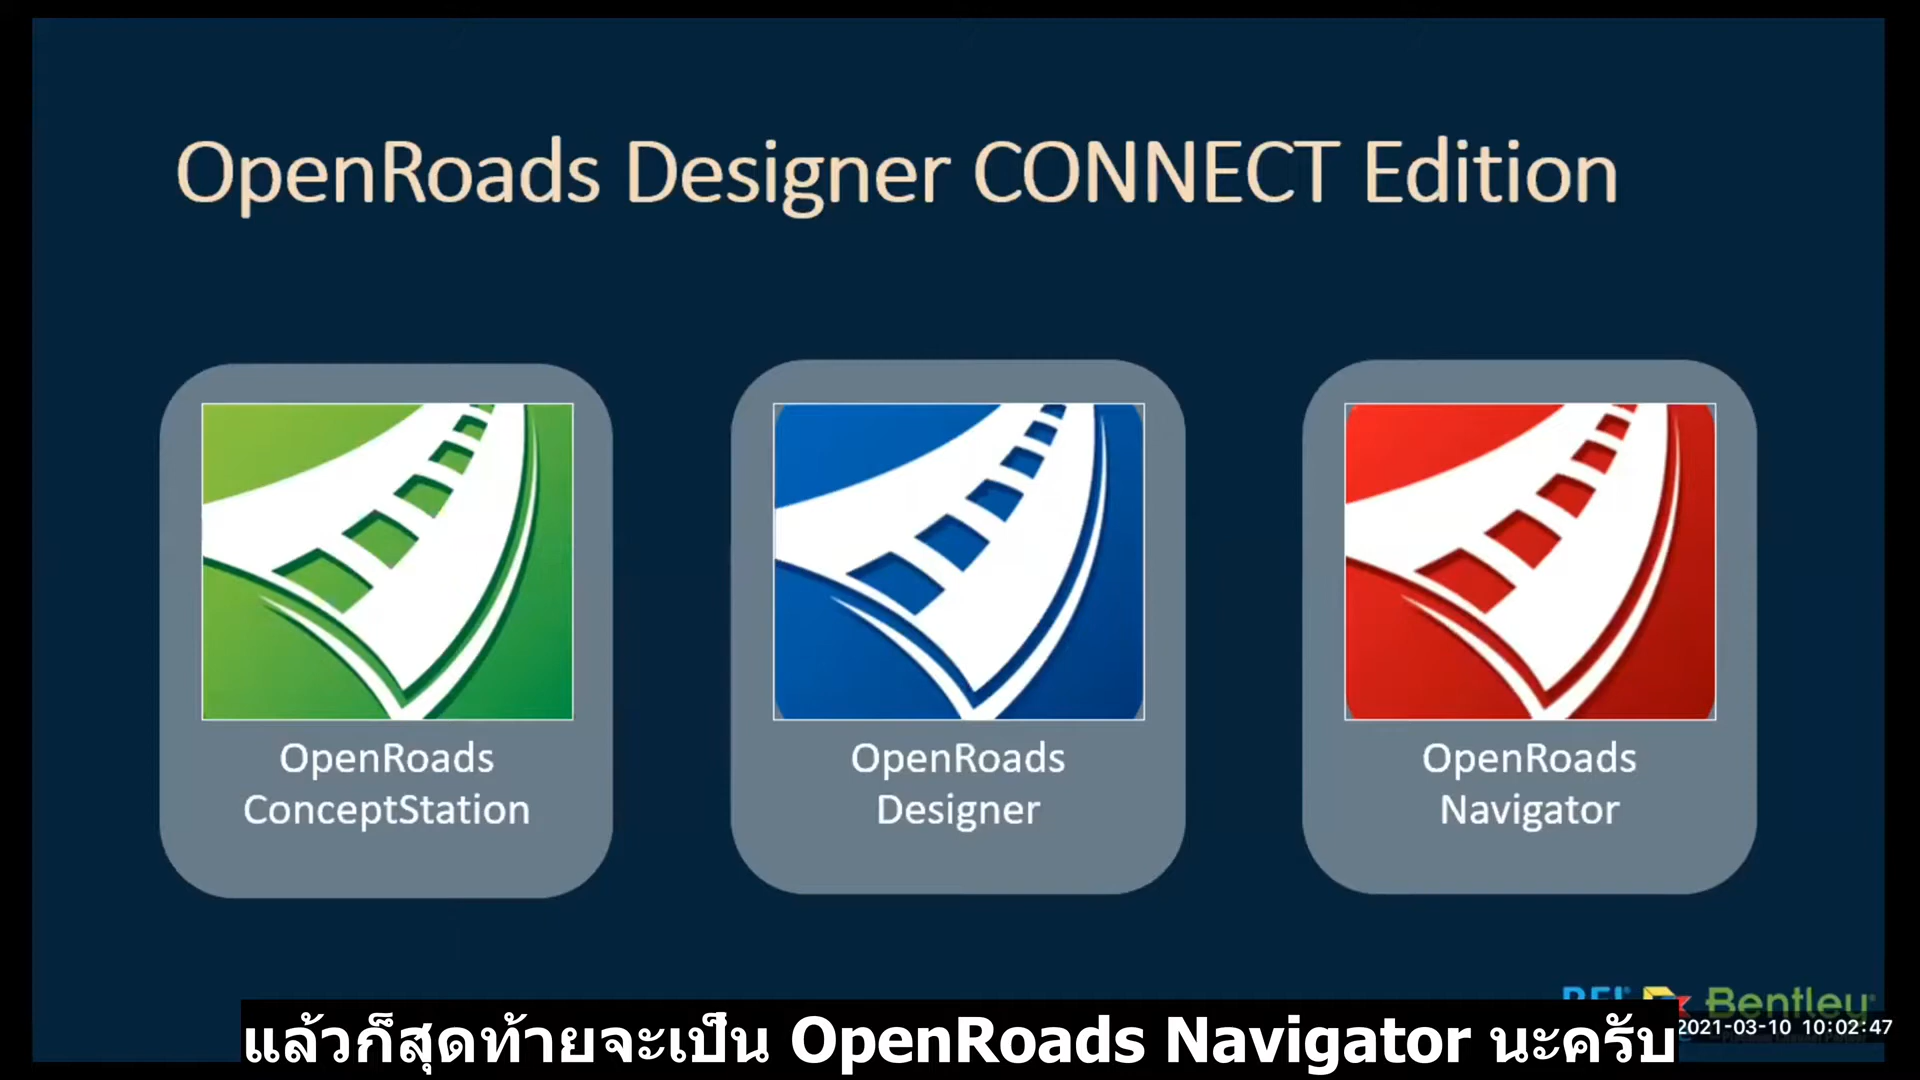 OpenRoads Designer CONNECT Edition
OpenRoads
ConceptStation
OpenRoads
Designer
OpenRoads
Navigator
Bentley
แล้วก็สุดท้ายจะเป็น OpenRoads Navigator นะครับ
2021-03-10 10:02:47